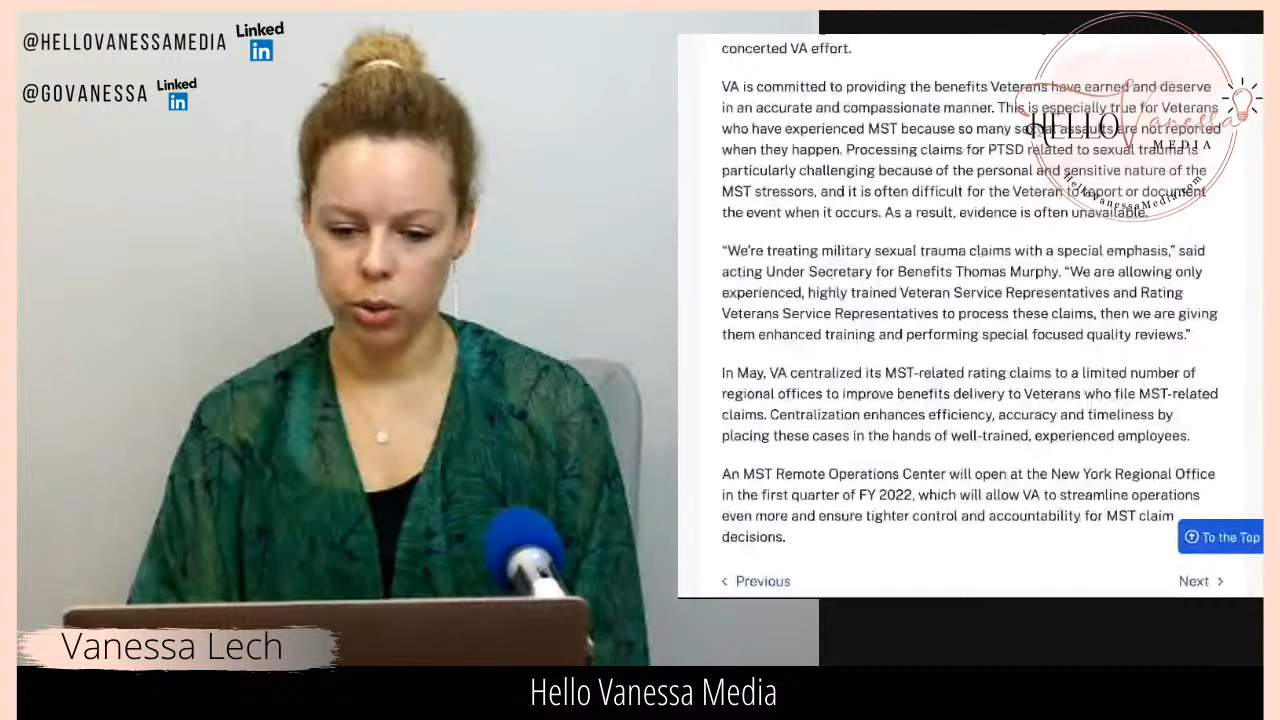 @HELLOVANESSAMEDIA
Linked
in
@GOVANESSA
Linked
in
concerted VA effort.
VA is committed to providing the benefits Veterans have earned and deserve
in an accurate and compassionate manner. This is especially true for Veterans
who have experienced MST because so many sexual assaults are not reported
when they happen. Processing claims for PTSD related to sexual trauma is
particularly challenging because of the personal and sensitive nature of the
MST stressors, and it is often difficult for the Veteran to report or document
the event when it occurs. As a result, evidence is often unavailable.
“We’re treating military sexual trauma claims with a special emphasis,” said
acting Under Secretary for Benefits Thomas Murphy. “We are allowing only
experienced, highly trained Veteran Service Representatives and Rating
Veterans Service Representatives to process these claims, then we are giving
them enhanced training and performing special focused quality reviews.”
In May, VA centralized its MST-related rating claims to a limited number of
regional offices to improve benefits delivery to Veterans who file MST-related
claims. Centralization enhances efficiency, accuracy and timeliness by
placing these cases in the hands of well-trained, experienced employees.
An MST Remote Operations Center will open at the New York Regional Office
in the first quarter of FY 2022, which will allow VA to streamline operations
even more and ensure tighter control and accountability for MST claim
decisions.
To the Top
‹ Previous
Next ›
HELLO Vanessa
MEDIA
HelloVanessaMedia.com
Vanessa Lech
Hello Vanessa Media